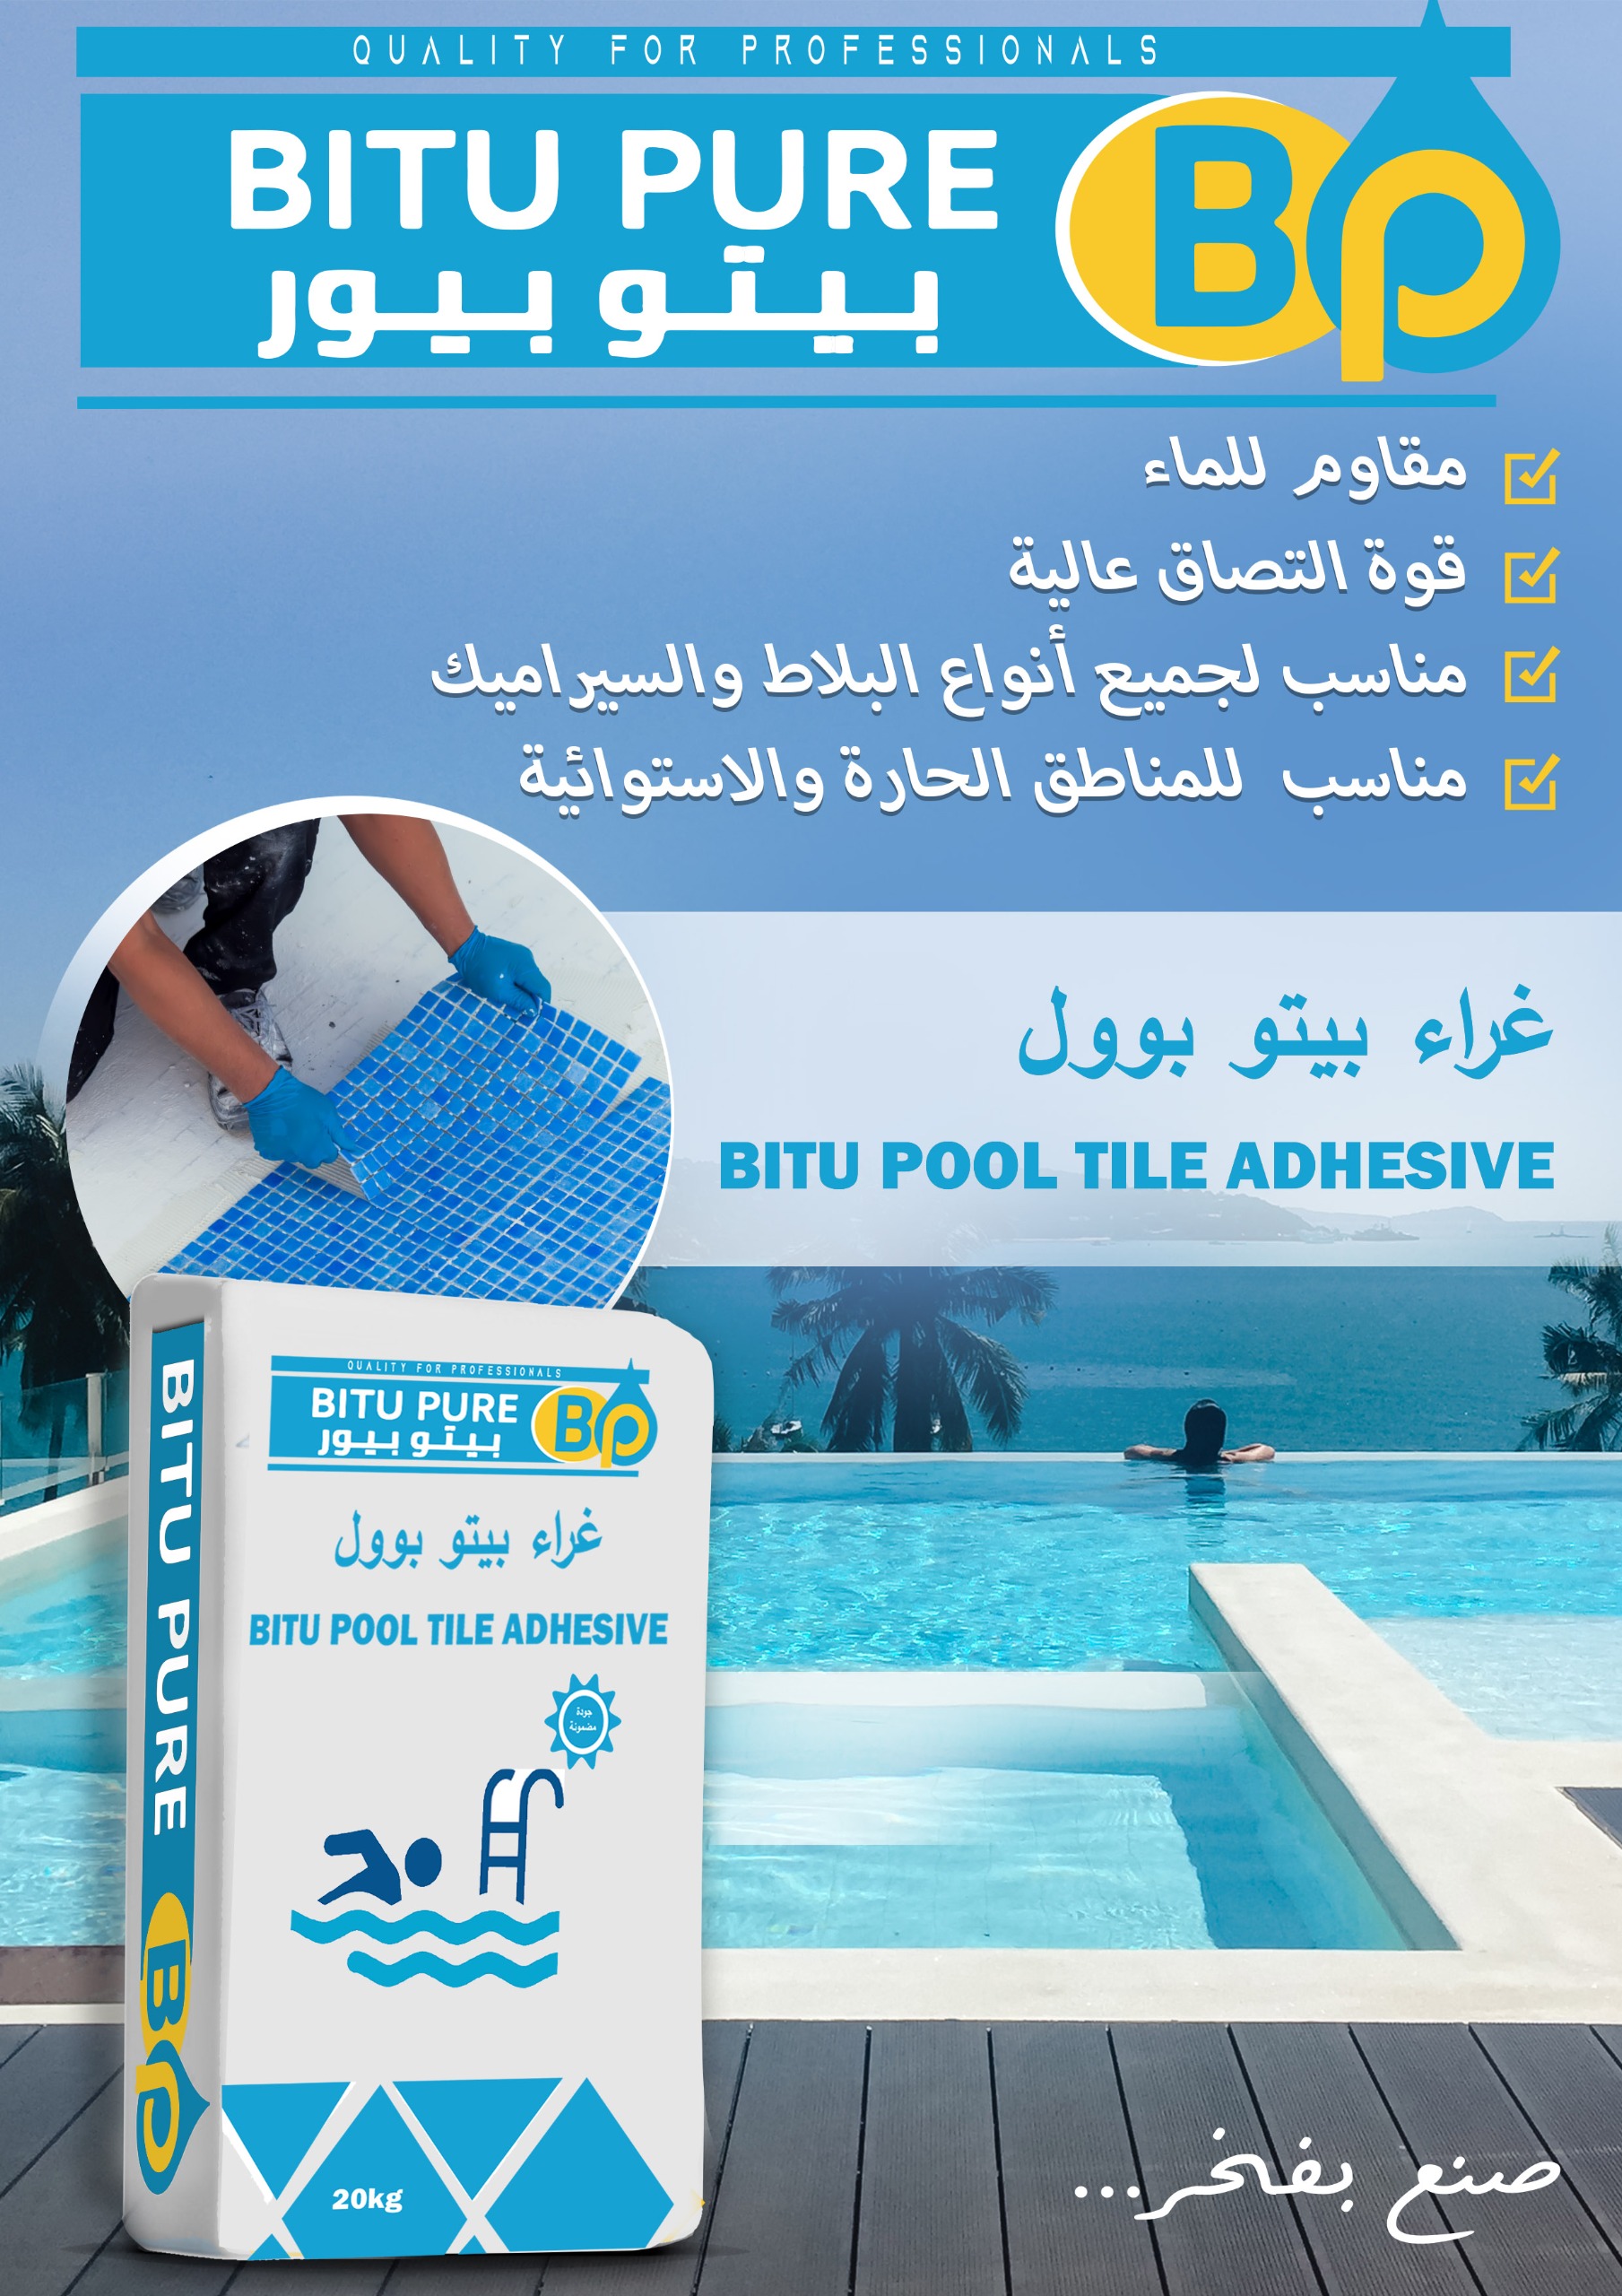 QUALITY FOR PROFESSIONALS
BITU PURE
بيتو بيور
Bp
مقاوم للماء
قوة التصاق عالية
مناسب لجميع أنواع البلاط والسيراميك
مناسب للمناطق الحارة والاستوائية
غراء بيتو بوول
BITU POOL TILE ADHESIVE
QUALITY FOR PROFESSIONALS
BITU PURE
بيتو بيور
Bp
غراء بيتو بوول
BITU POOL TILE ADHESIVE
جودة
مضمونة
20kg
BITU PURE
Bp
صنع بفخر...